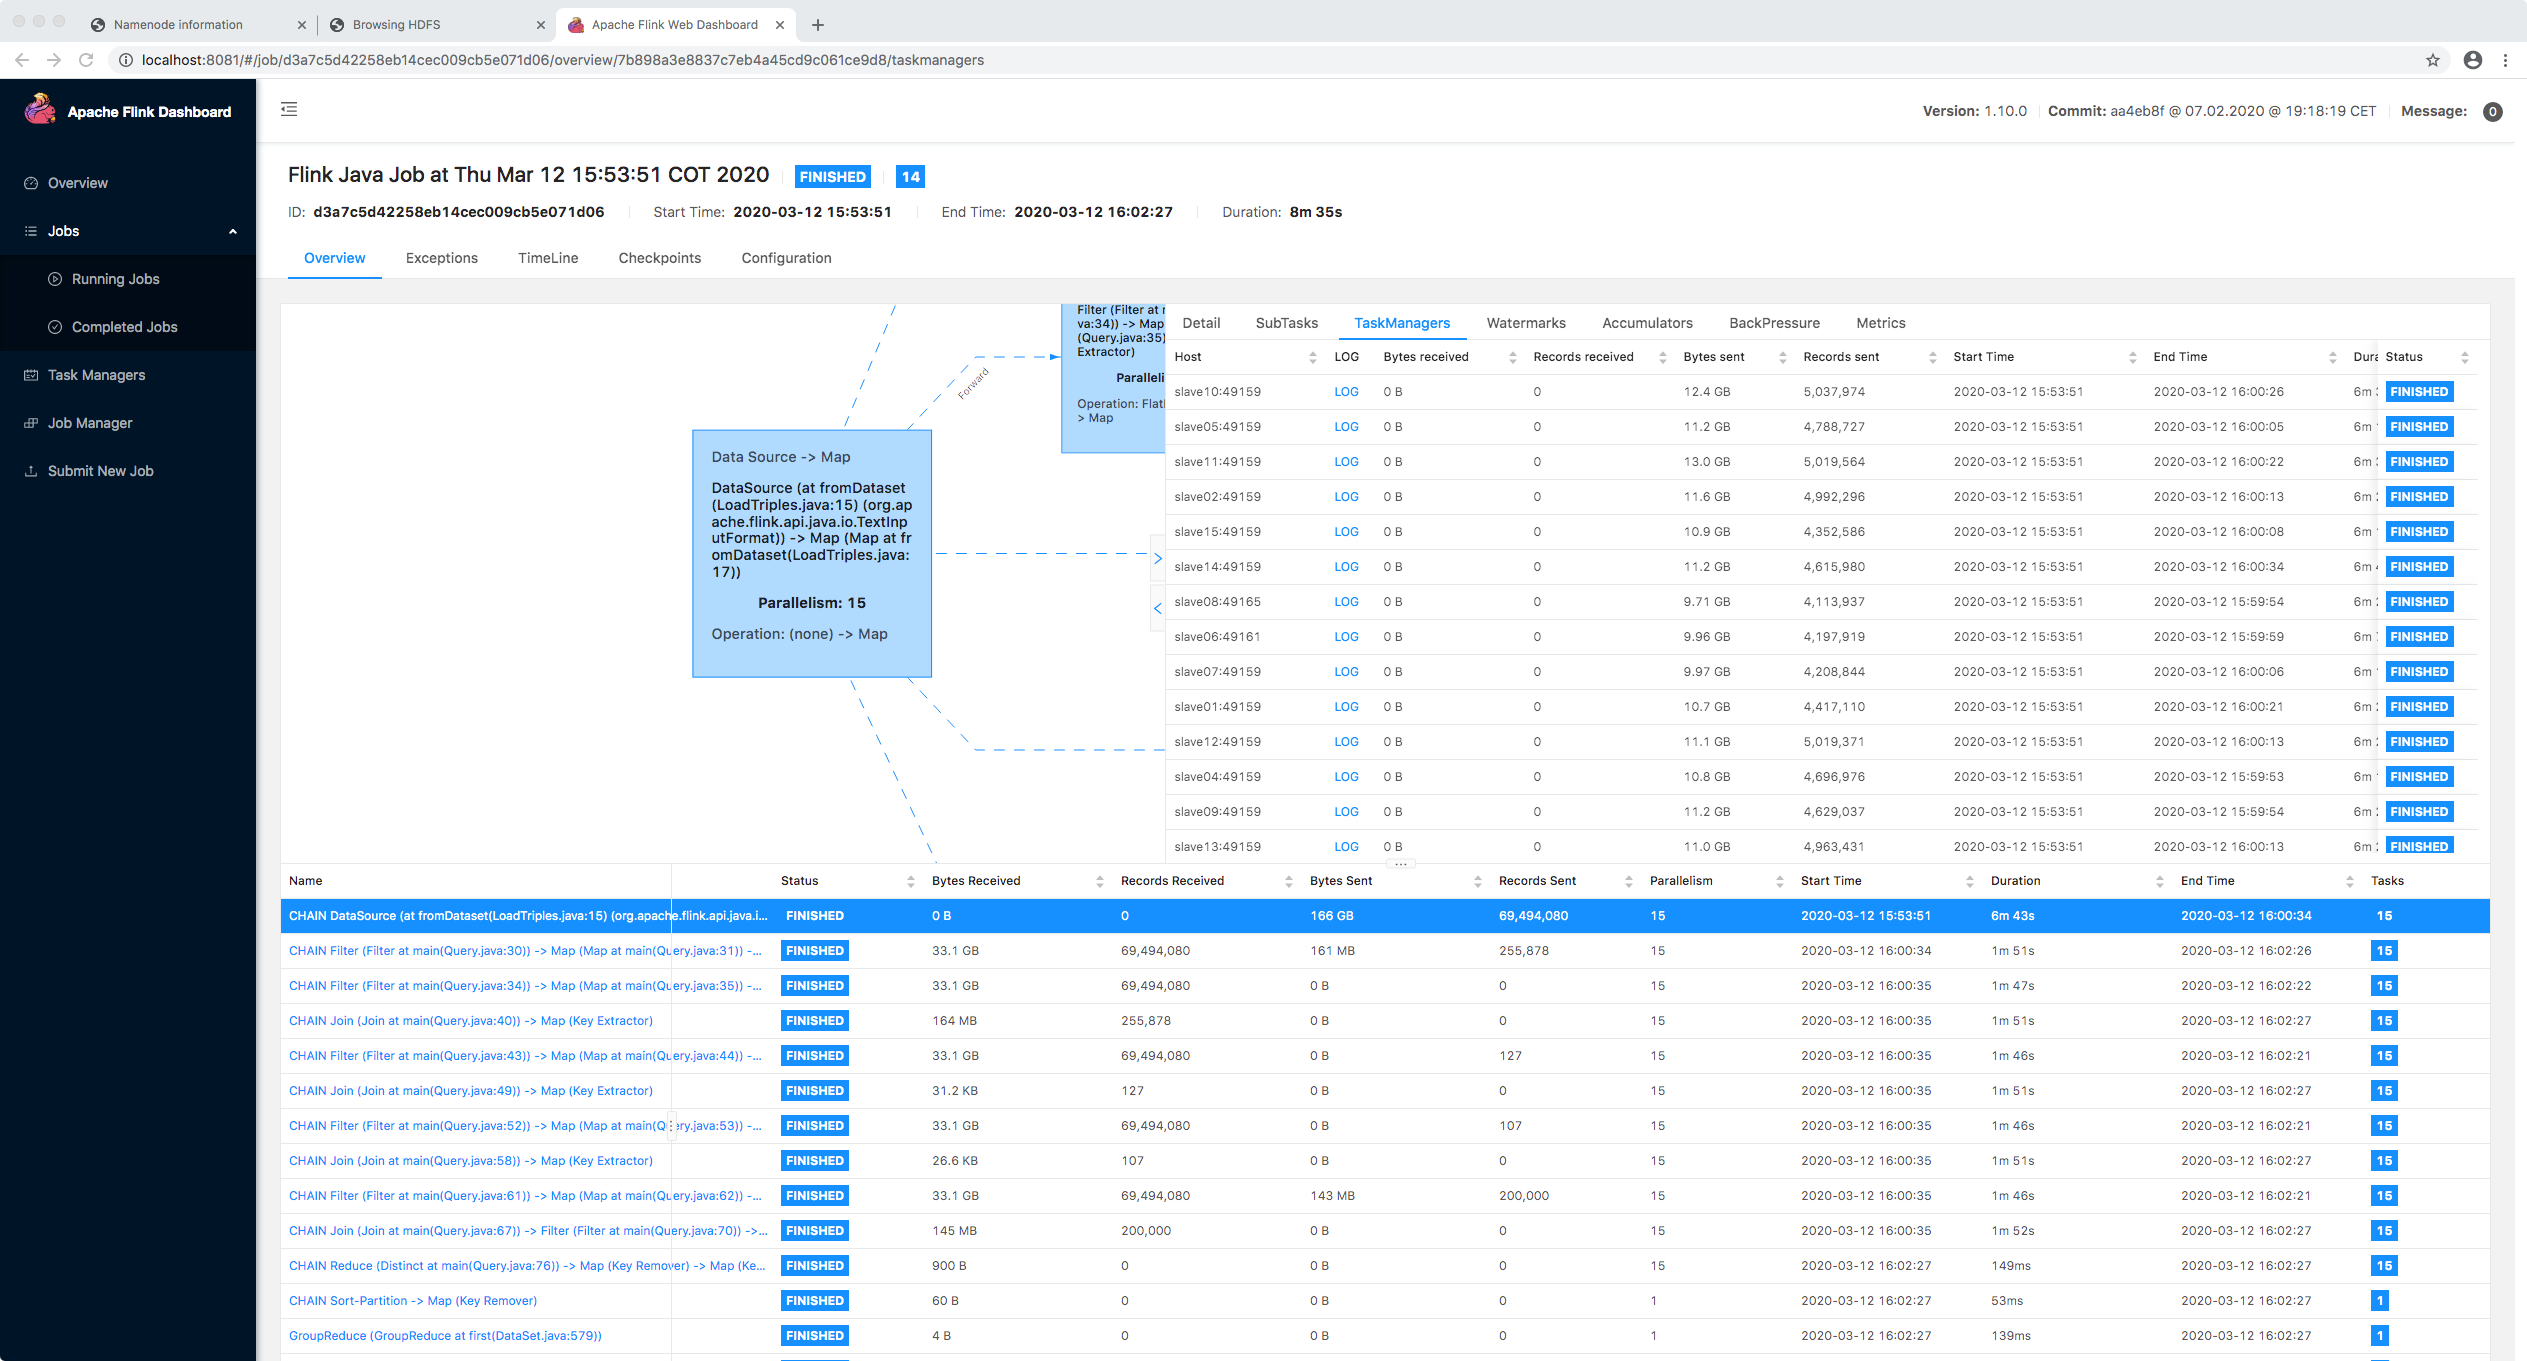 Namenode information
Browsing HDFS
Apache Flink Web Dashboard
localhost:8081/#/job/d3a7c5d42258eb14cec009cb5e071d06/overview/7b898a3e8837c7eb4a45cd9c061ce9d8/taskmanagers
Apache Flink Dashboard
Version: 1.10.0 Commit: aa4eb8f @ 07.02.2020 @ 19:18:19 CET Message: 0
Overview
Jobs
Running Jobs
Completed Jobs
Task Managers
Job Manager
Submit New Job
Flink Java Job at Thu Mar 12 15:53:51 COT 2020 FINISHED 14
ID: d3a7c5d42258eb14cec009cb5e071d06 Start Time: 2020-03-12 15:53:51 End Time: 2020-03-12 16:02:27 Duration: 8m 35s
Overview Exceptions TimeLine Checkpoints Configuration
Filter (Filter at
va:34)) -> Map
(Query.java:35)
Extractor)
Paralleli
Operation: Flat
> Map
Forward
Data Source -> Map
DataSource (at fromDataset
(LoadTriples.java:15) (org.ap
ache.flink.api.java.io.TextInp
utFormat)) -> Map (Map at fr
omDataset(LoadTriples.java:
17))
Parallelism: 15
Operation: (none) -> Map
Detail SubTasks TaskManagers Watermarks Accumulators BackPressure Metrics
Host LOG Bytes received Records received Bytes sent Records sent Start Time End Time Dura Status
slave10:49159 LOG 0 B 0 12.4 GB 5,037,974 2020-03-12 15:53:51 2020-03-12 16:00:26 6m FINISHED
slave05:49159 LOG 0 B 0 11.2 GB 4,788,727 2020-03-12 15:53:51 2020-03-12 16:00:05 6m FINISHED
slave11:49159 LOG 0 B 0 13.0 GB 5,019,564 2020-03-12 15:53:51 2020-03-12 16:00:22 6m FINISHED
slave02:49159 LOG 0 B 0 11.6 GB 4,992,296 2020-03-12 15:53:51 2020-03-12 16:00:13 6m FINISHED
slave15:49159 LOG 0 B 0 10.9 GB 4,352,586 2020-03-12 15:53:51 2020-03-12 16:00:08 6m FINISHED
slave14:49159 LOG 0 B 0 11.2 GB 4,615,980 2020-03-12 15:53:51 2020-03-12 16:00:34 6m FINISHED
slave08:49165 LOG 0 B 0 9.71 GB 4,113,937 2020-03-12 15:53:51 2020-03-12 15:59:54 6m FINISHED
slave06:49161 LOG 0 B 0 9.96 GB 4,197,919 2020-03-12 15:53:51 2020-03-12 15:59:59 6m FINISHED
slave07:49159 LOG 0 B 0 9.97 GB 4,208,844 2020-03-12 15:53:51 2020-03-12 16:00:06 6m FINISHED
slave01:49159 LOG 0 B 0 10.7 GB 4,417,110 2020-03-12 15:53:51 2020-03-12 16:00:21 6m FINISHED
slave12:49159 LOG 0 B 0 11.1 GB 5,019,371 2020-03-12 15:53:51 2020-03-12 16:00:13 6m FINISHED
slave04:49159 LOG 0 B 0 10.8 GB 4,696,976 2020-03-12 15:53:51 2020-03-12 15:59:53 6m FINISHED
slave09:49159 LOG 0 B 0 11.2 GB 4,629,037 2020-03-12 15:53:51 2020-03-12 15:59:54 6m FINISHED
slave13:49159 LOG 0 B 0 11.0 GB 4,963,431 2020-03-12 15:53:51 2020-03-12 16:00:13 6m FINISHED
Name Status Bytes Received Records Received Bytes Sent Records Sent Parallelism Start Time Duration End Time Tasks
CHAIN DataSource (at fromDataset(LoadTriples.java:15) (org.apache.flink.api.java.i... FINISHED 0 B 0 166 GB 69,494,080 15 2020-03-12 15:53:51 6m 43s 2020-03-12 16:00:34 15
CHAIN Filter (Filter at main(Query.java:30)) -> Map (Map at main(Query.java:31)) -... FINISHED 33.1 GB 69,494,080 161 MB 255,878 15 2020-03-12 16:00:34 1m 51s 2020-03-12 16:02:26 15
CHAIN Filter (Filter at main(Query.java:34)) -> Map (Map at main(Query.java:35)) -... FINISHED 33.1 GB 69,494,080 0 B 0 15 2020-03-12 16:00:35 1m 47s 2020-03-12 16:02:22 15
CHAIN Join (Join at main(Query.java:40)) -> Map (Key Extractor) FINISHED 164 MB 255,878 0 B 0 15 2020-03-12 16:00:35 1m 51s 2020-03-12 16:02:27 15
CHAIN Filter (Filter at main(Query.java:43)) -> Map (Map at main(Query.java:44)) -... FINISHED 33.1 GB 69,494,080 0 B 127 15 2020-03-12 16:00:35 1m 46s 2020-03-12 16:02:21 15
CHAIN Join (Join at main(Query.java:49)) -> Map (Key Extractor) FINISHED 31.2 KB 127 0 B 0 15 2020-03-12 16:00:35 1m 51s 2020-03-12 16:02:27 15
CHAIN Filter (Filter at main(Query.java:52)) -> Map (Map at main(Query.java:53)) -... FINISHED 33.1 GB 69,494,080 0 B 107 15 2020-03-12 16:00:35 1m 46s 2020-03-12 16:02:21 15
CHAIN Join (Join at main(Query.java:58)) -> Map (Key Extractor) FINISHED 26.6 KB 107 0 B 0 15 2020-03-12 16:00:35 1m 51s 2020-03-12 16:02:27 15
CHAIN Filter (Filter at main(Query.java:61)) -> Map (Map at main(Query.java:62)) -... FINISHED 33.1 GB 69,494,080 143 MB 200,000 15 2020-03-12 16:00:35 1m 46s 2020-03-12 16:02:21 15
CHAIN Join (Join at main(Query.java:67)) -> Filter (Filter at main(Query.java:70)) ->... FINISHED 145 MB 200,000 0 B 0 15 2020-03-12 16:00:35 1m 52s 2020-03-12 16:02:27 15
CHAIN Reduce (Distinct at main(Query.java:76)) -> Map (Key Remover) -> Map (Ke... FINISHED 900 B 0 0 B 0 15 2020-03-12 16:02:27 149ms 2020-03-12 16:02:27 15
CHAIN Sort-Partition -> Map (Key Remover) FINISHED 60 B 0 0 B 0 1 2020-03-12 16:02:27 53ms 2020-03-12 16:02:27 1
GroupReduce (GroupReduce at first(DataSet.java:579)) FINISHED 4 B 0 0 B 0 1 2020-03-12 16:02:27 139ms 2020-03-12 16:02:27 1